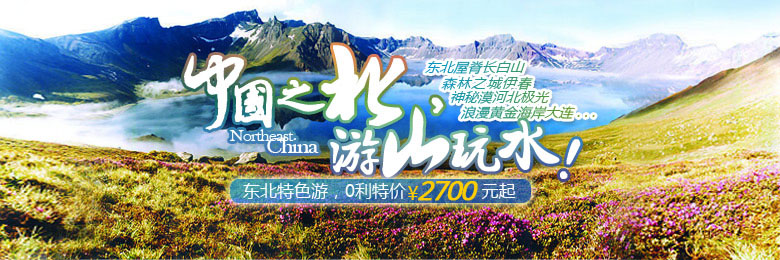 中国之北，
游山玩水！
Northeast.
China
东北屋脊长白山
森林之城伊春
神秘漠河北极光
浪漫黄金海岸大连...
东北特色游，0利特价¥2700元起